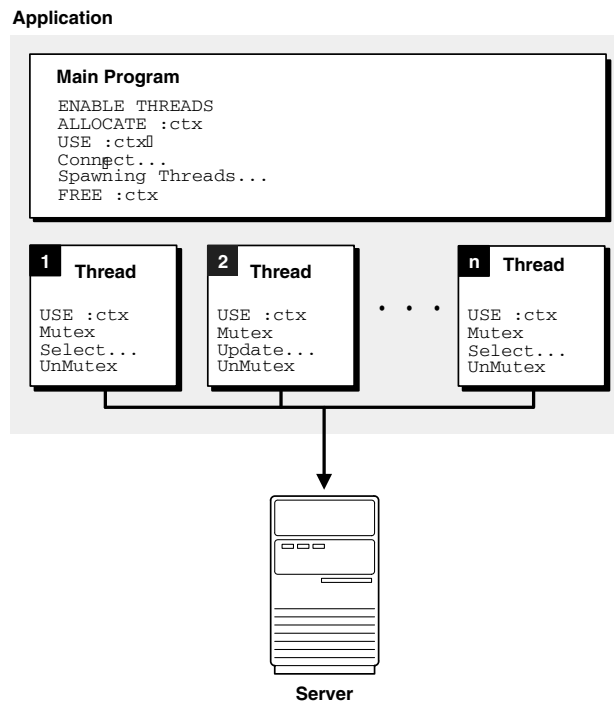 Application
Main Program
ENABLE THREADS
ALLOCATE :ctx
USE :ctx▯
Connect...
Spawning Threads...
FREE :ctx
1 Thread
USE :ctx
Mutex
Select...
UnMutex
2 Thread
USE :ctx
Mutex
Update...
UnMutex
. . .
n Thread
USE :ctx
Mutex
Select...
UnMutex
Server